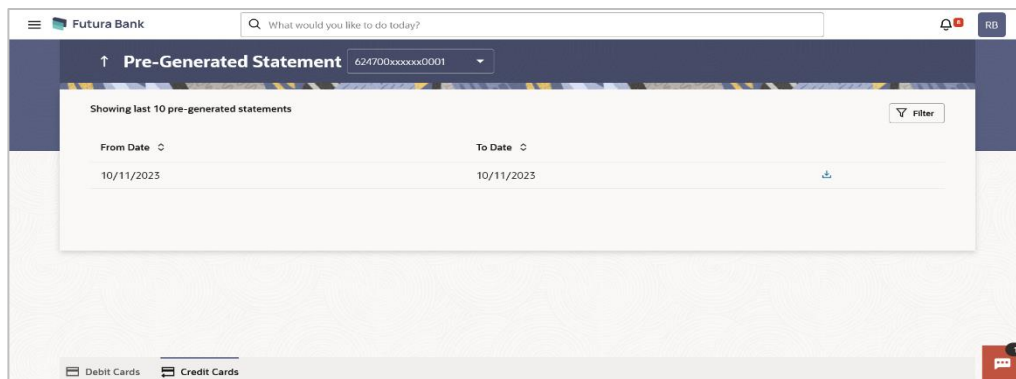 Futura Bank
What would you like to do today?
RB
Pre-Generated Statement 624700xxxxxx0001
Showing last 10 pre-generated statements
Filter
From Date To Date
10/11/2023 10/11/2023
Debit Cards Credit Cards